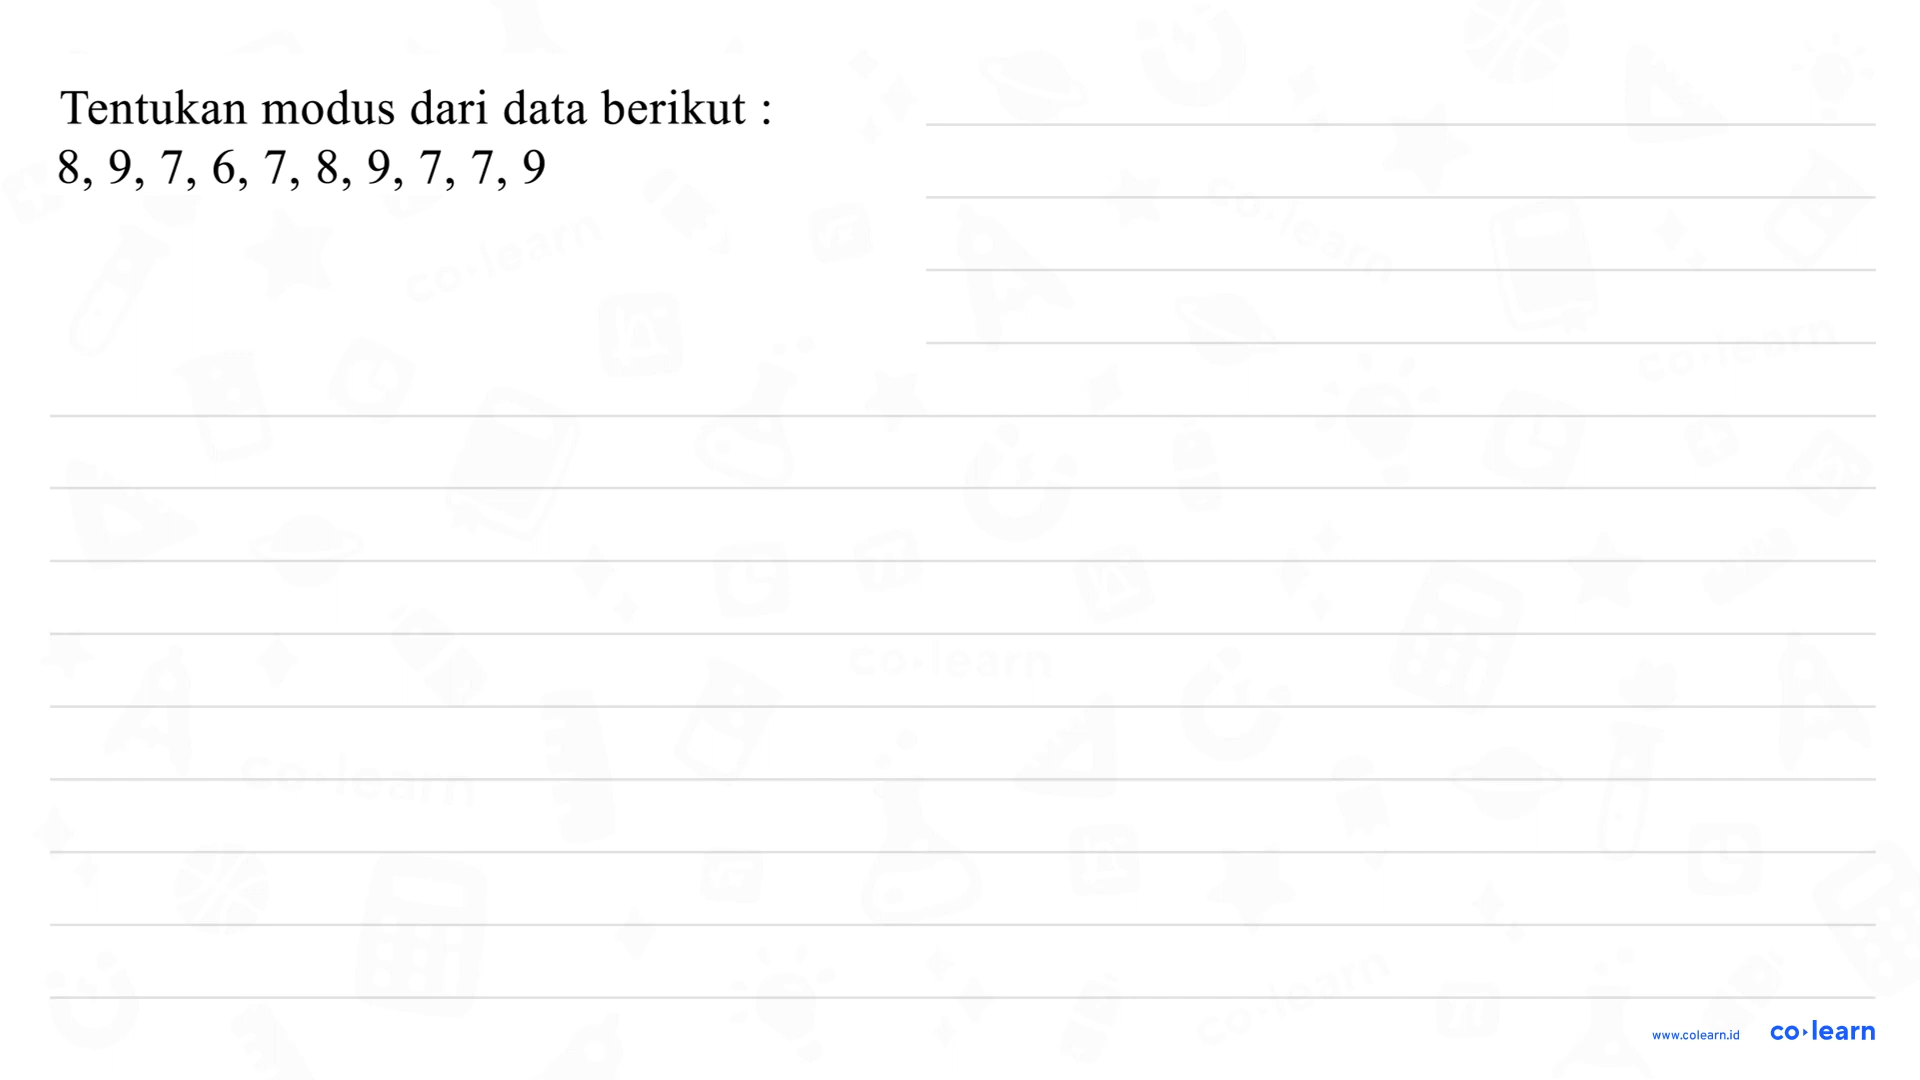 Tentukan modus dari data berikut :
8, 9, 7, 6, 7, 8, 9, 7, 7, 9
www.colearn.id co·learn